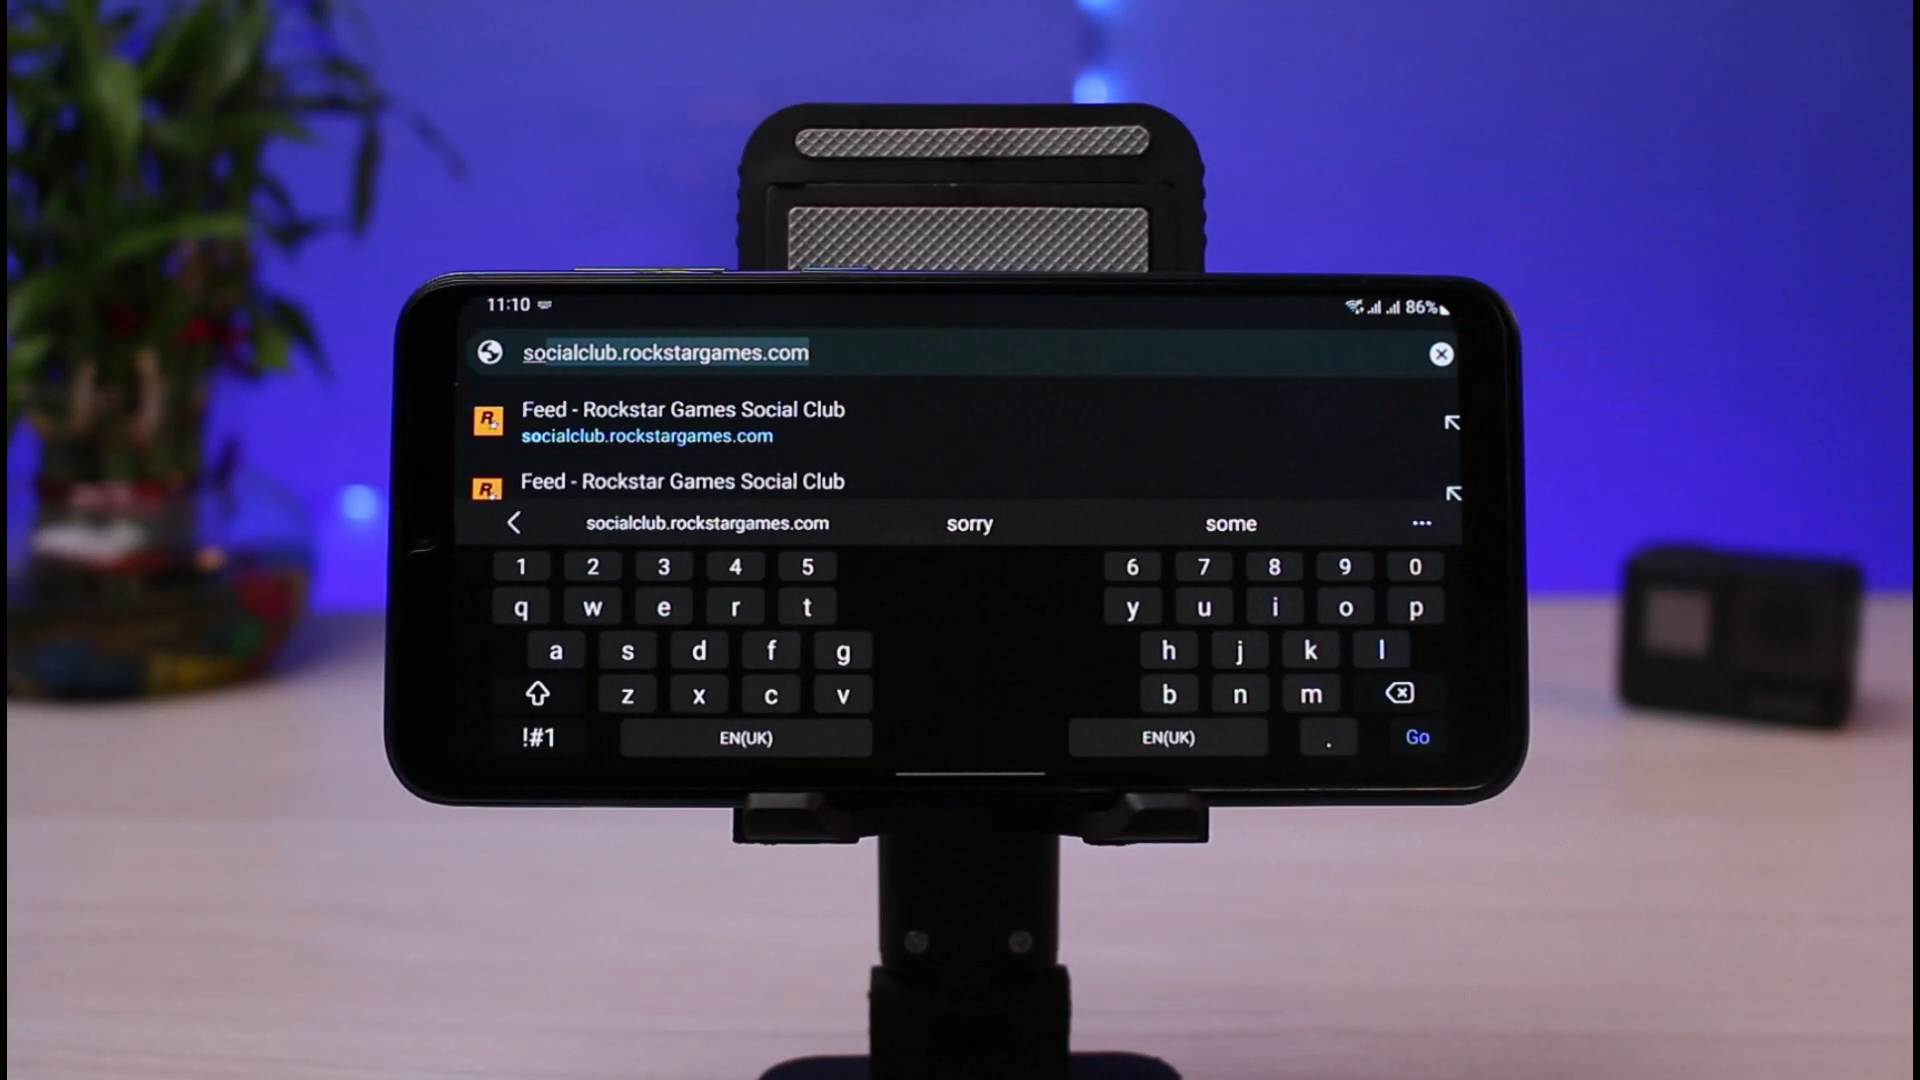 11:10 86%
socialclub.rockstargames.com
Feed - Rockstar Games Social Club
socialclub.rockstargames.com
Feed - Rockstar Games Social Club
socialclub.rockstargames.com sorry some ...
1 2 3 4 5 6 7 8 9 0
q w e r t y u i o p
a s d f g h j k l
z x c v b n m
!#1 EN(UK) EN(UK) . Go